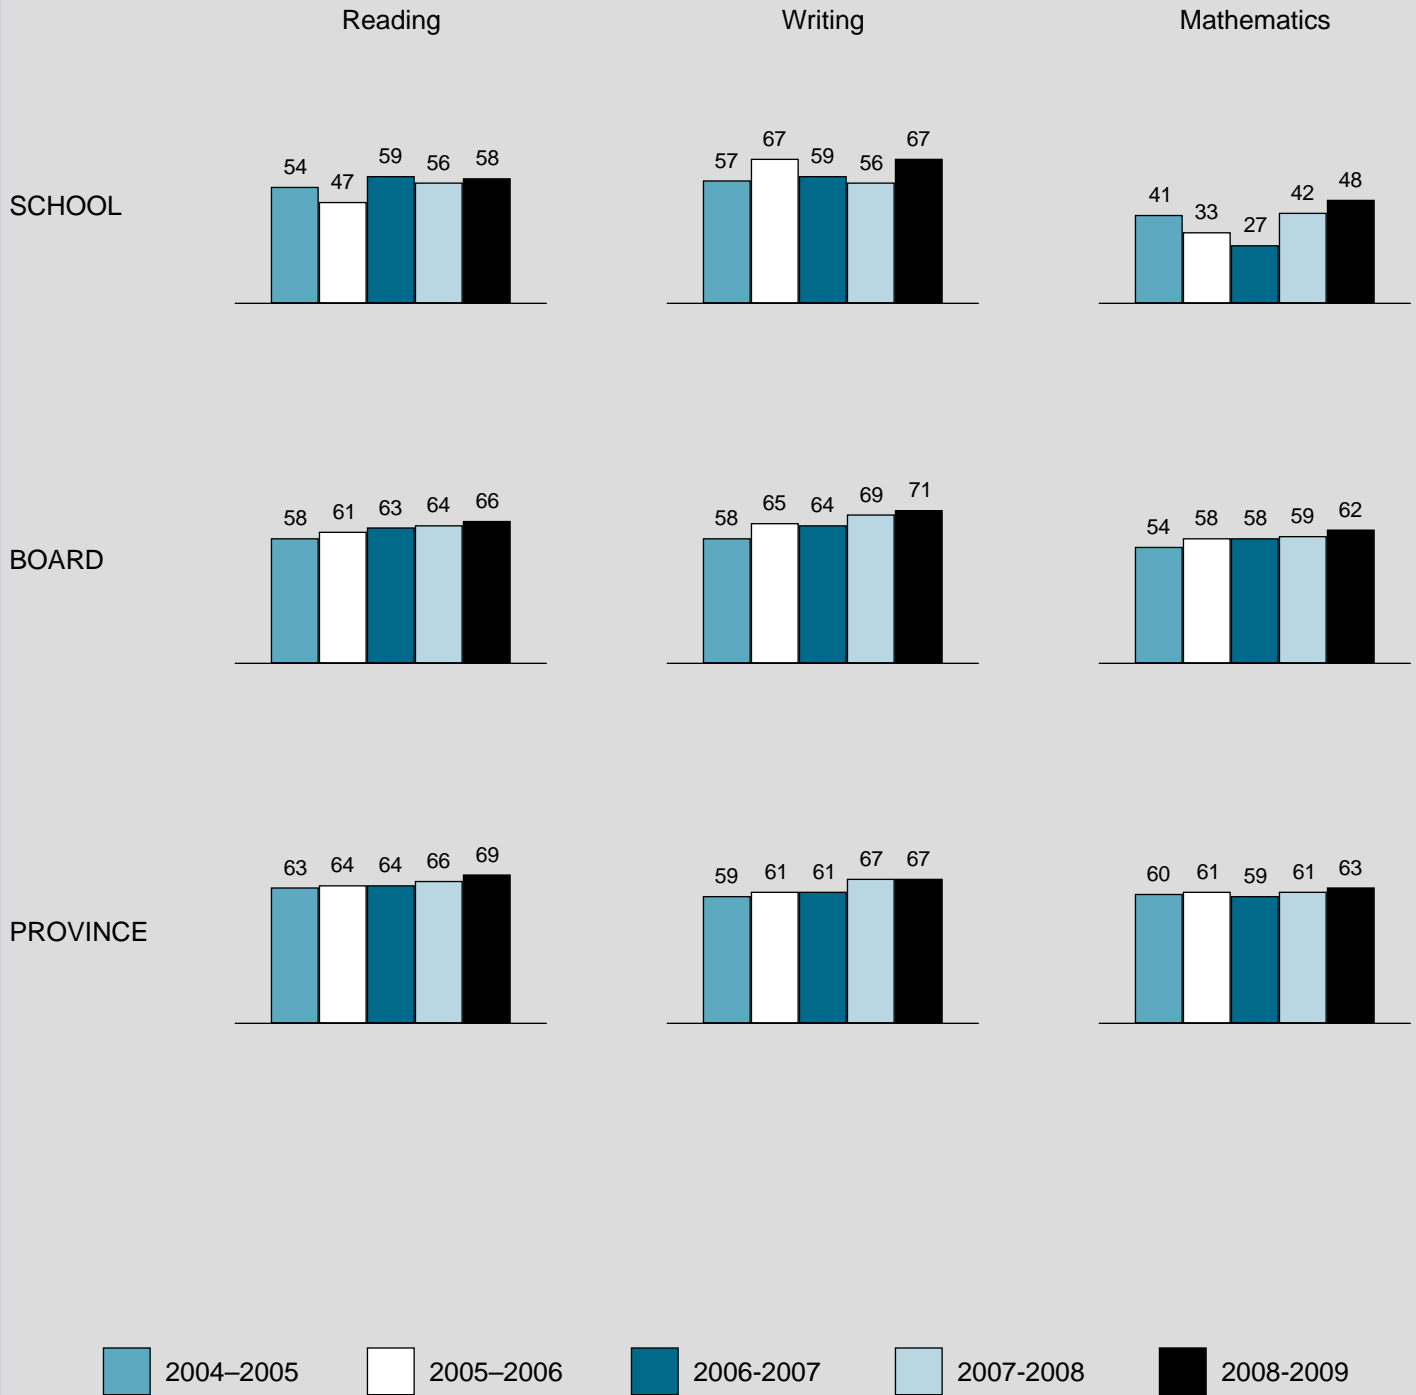 Reading Writing Mathematics
SCHOOL
54 47 59 56 58
57 67 59 56 67
41 33 27 42 48
BOARD
58 61 63 64 66
58 65 64 69 71
54 58 58 59 62
PROVINCE
63 64 64 66 69
59 61 61 67 67
60 61 59 61 63
2004–2005 2005–2006 2006-2007 2007-2008 2008-2009